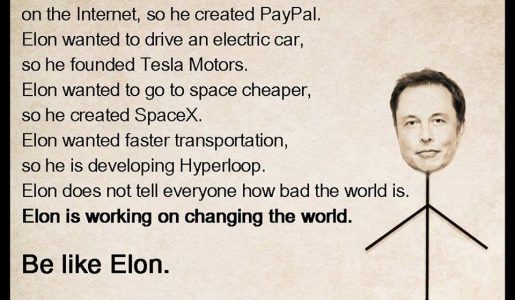 on the Internet, so he created PayPal.
Elon wanted to drive an electric car,
so he founded Tesla Motors.
Elon wanted to go to space cheaper,
so he created SpaceX.
Elon wanted faster transportation,
so he is developing Hyperloop.
Elon does not tell everyone how bad the world is.
Elon is working on changing the world.
Be like Elon.